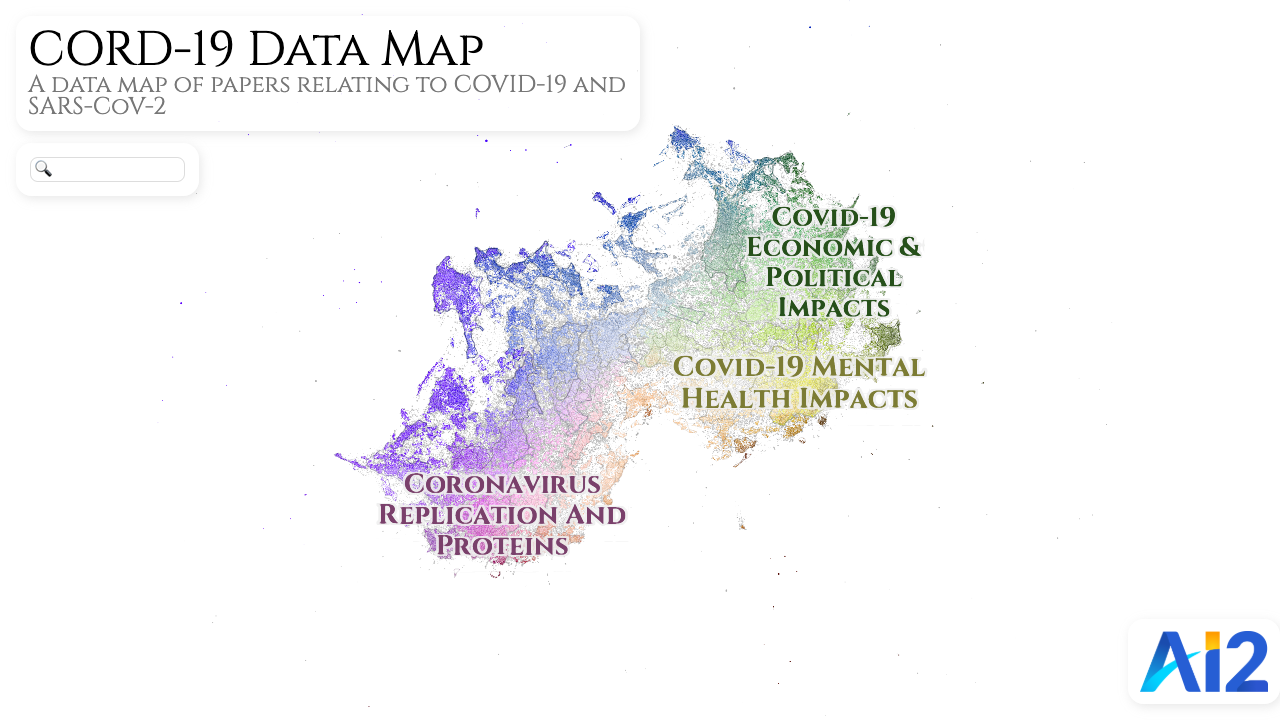 CORD-19 Data Map
A data map of papers relating to COVID-19 and
SARS-CoV-2
Covid-19
Economic &
Political
Impacts
Covid-19 Mental
Health Impacts
Coronavirus
Replication And
Proteins
Ai2